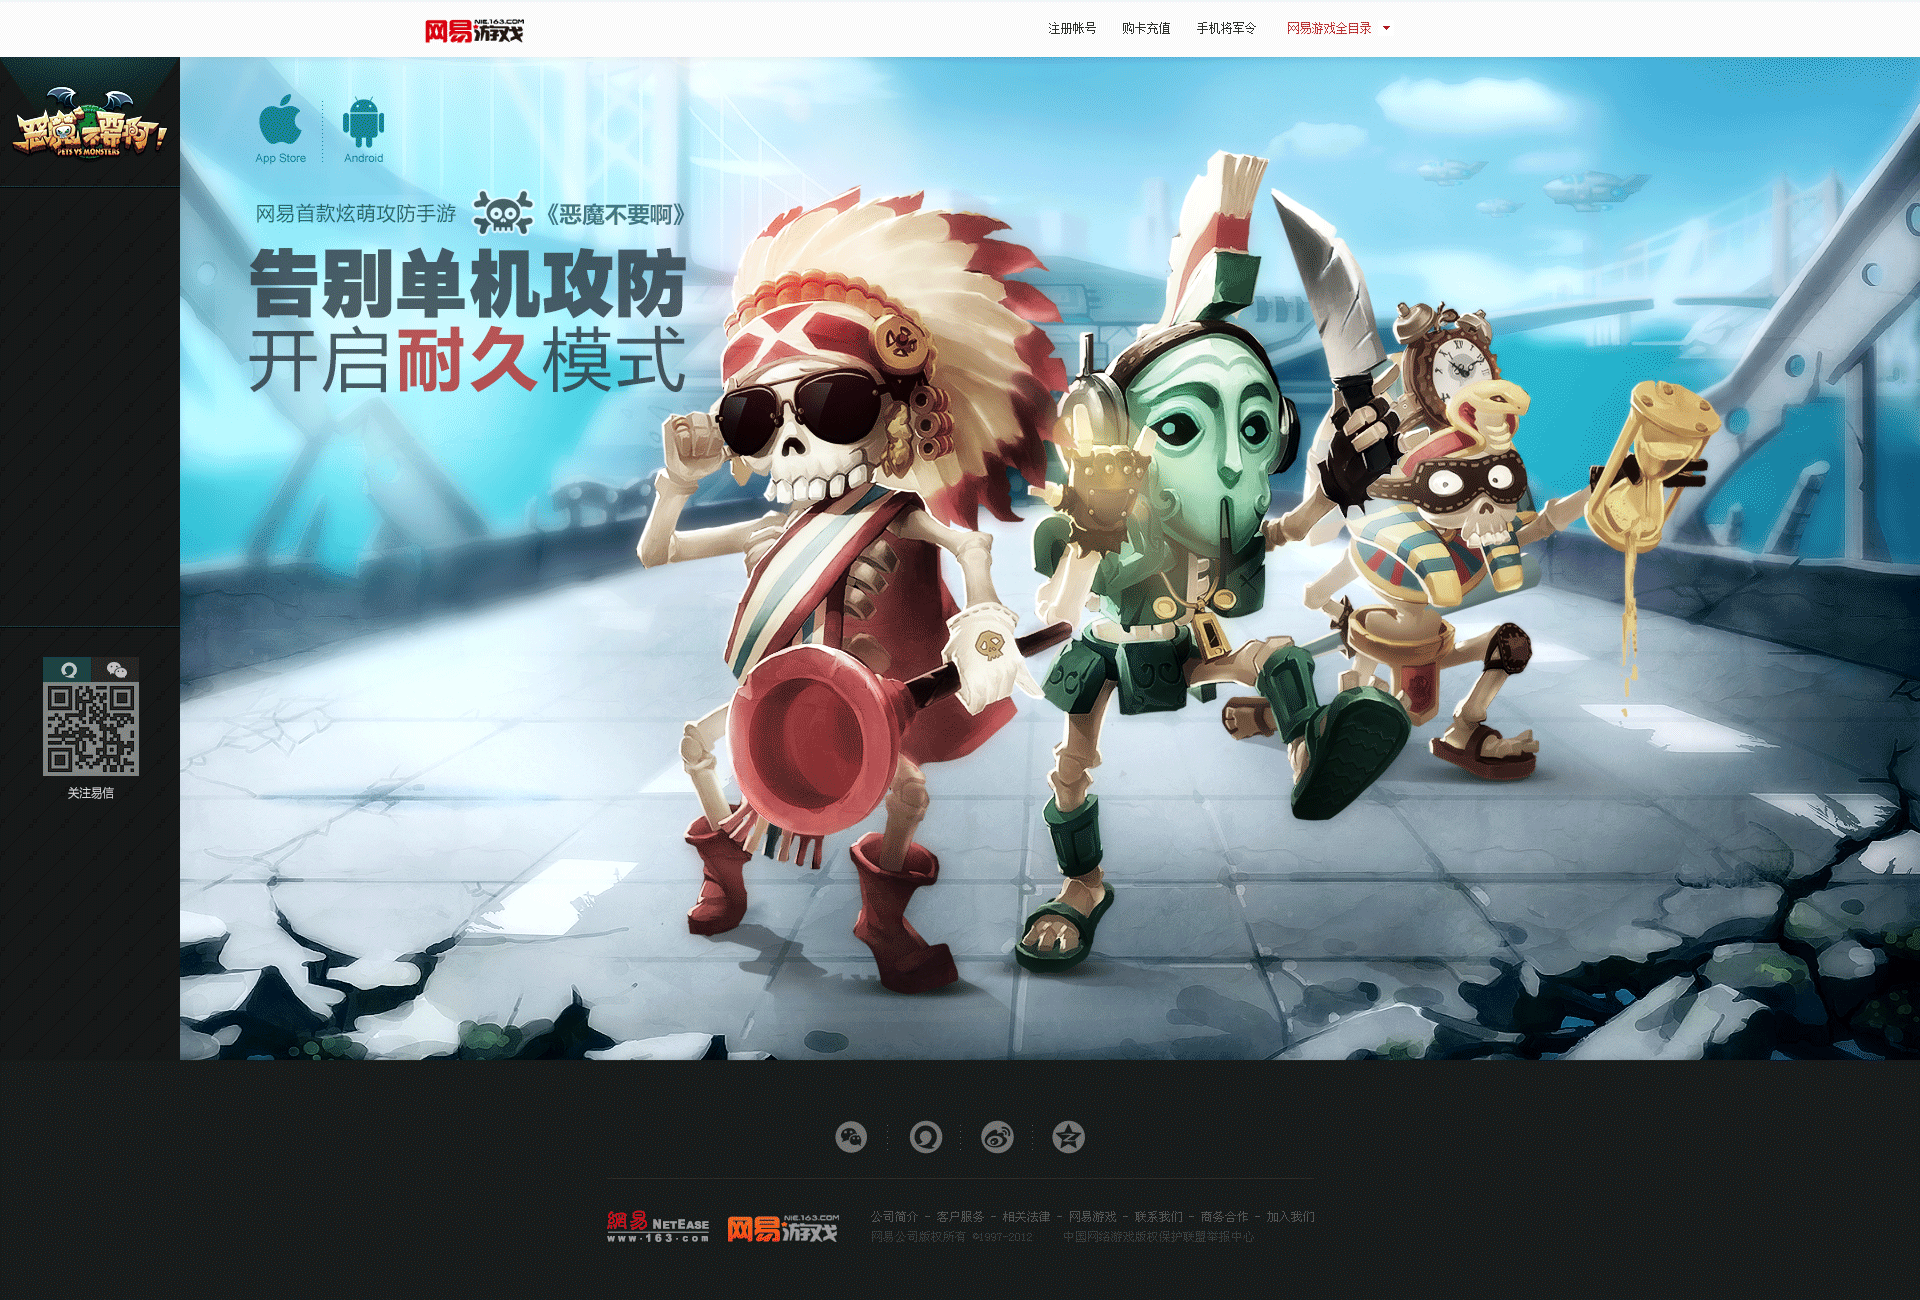 网易游戏 NIE.163.COM
注册帐号 购卡充值 手机将军令 网易游戏全目录
恶魔不要啊!
PETS VS MONSTERS
App Store Android
网易首款炫萌攻防手游 《恶魔不要啊》
告别单机攻防
开启耐久模式
关注易信
網易 NETEASE
www.163.com
网易游戏 NIE.163.COM
公司简介 - 客户服务 - 相关法律 - 网易游戏 - 联系我们 - 商务合作 - 加入我们
网易公司版权所有 ©1997-2012 中国网络游戏版权保护联盟举报中心